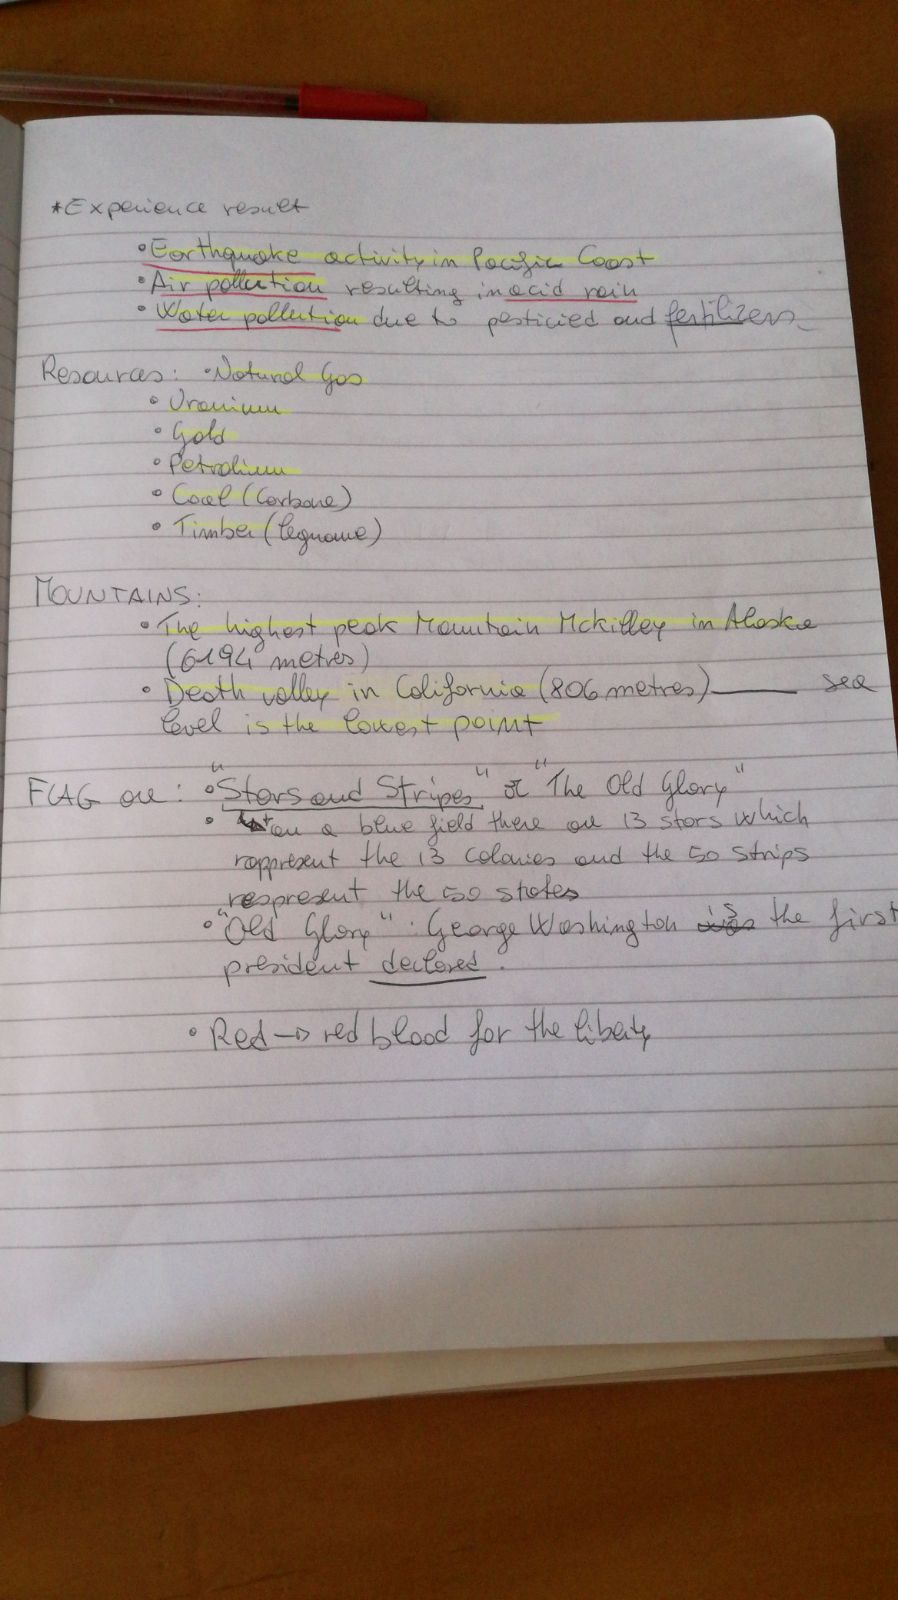 *Experience result
• Earthquake activity in Pacific Coast
• Air pollution resulting in acid rain
• Water pollution due to pesticied and fertilizers
Resources: • Natural Gas
• Uranium
• Gold
• Petrolium
• Coal (Carbone)
• Timber (legname)
MOUNTAINS:
• The highest peak Mountain Mckilley in Alaska
(6194 metres)
• Death valley in California (806 metres) sea
level is the lowest point
FLAG are: • "Stars and Stripes" or "The Old Glory"
• on a blue field there are 13 stars which
rappresent the 13 colonies and the 50 strips
respresent the 50 states
• "Old Glory": George Washington is the first
president declared.
• Red → red blood for the liberty